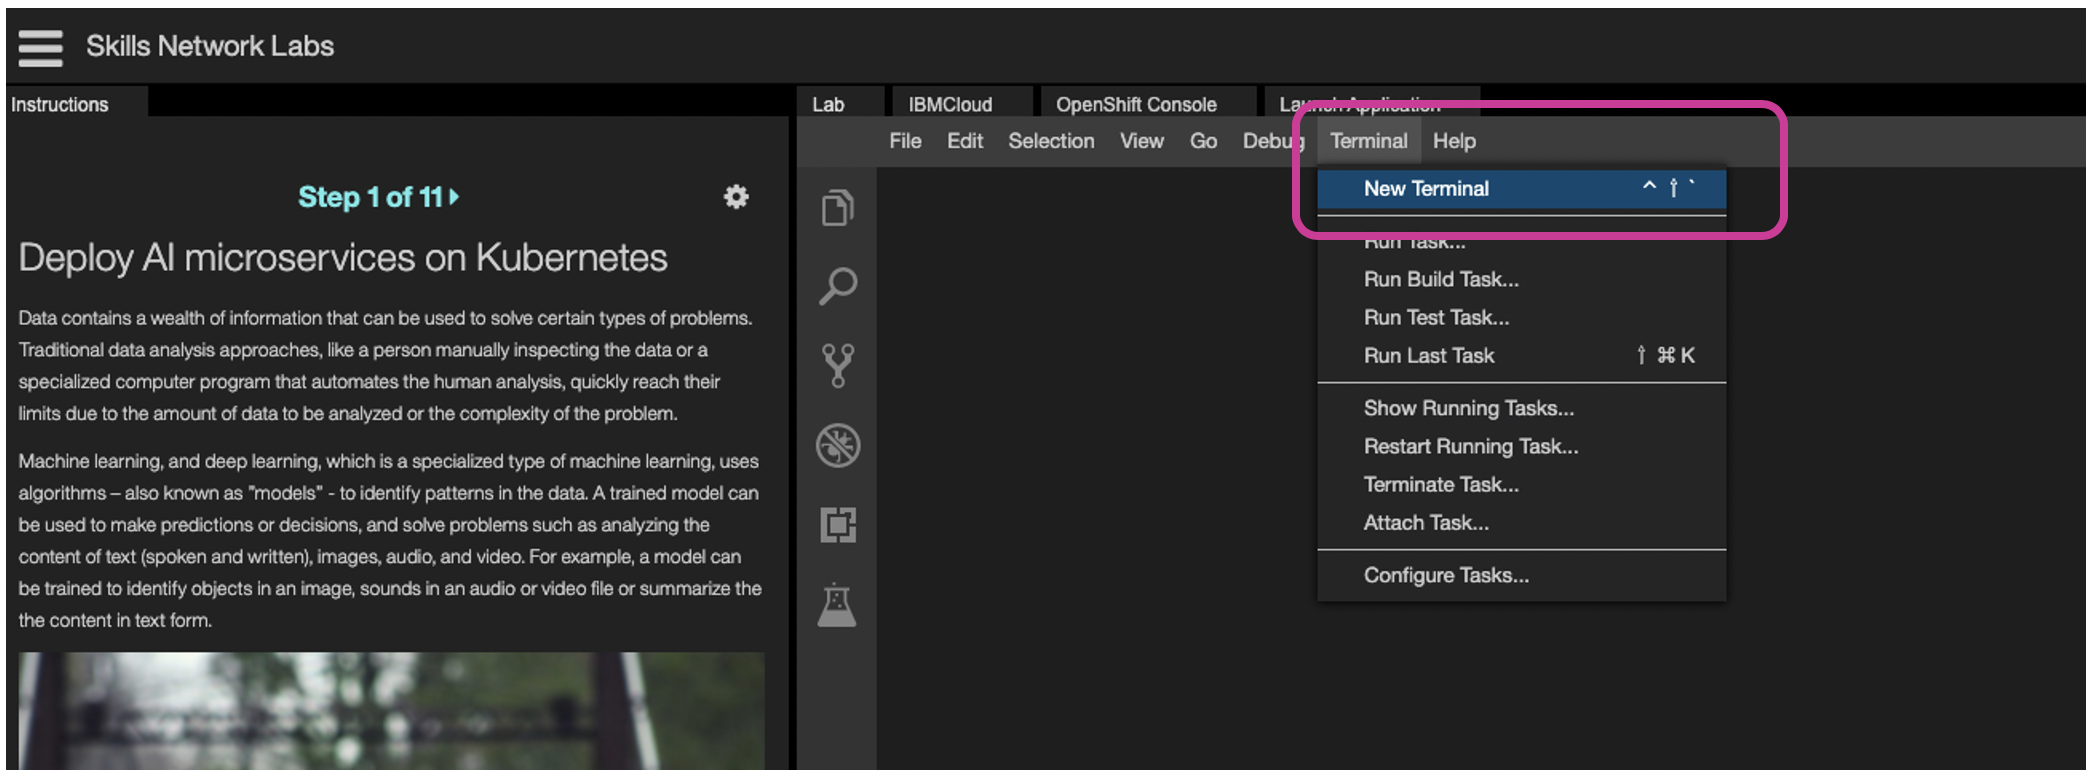 Skills Network Labs
Instructions
Lab
IBMCloud
OpenShift Console
Launch Application
File Edit Selection View Go Debug Terminal Help
Step 1 of 11
Deploy AI microservices on Kubernetes
Data contains a wealth of information that can be used to solve certain types of problems.
Traditional data analysis approaches, like a person manually inspecting the data or a
specialized computer program that automates the human analysis, quickly reach their
limits due to the amount of data to be analyzed or the complexity of the problem.
Machine learning, and deep learning, which is a specialized type of machine learning, uses
algorithms – also known as ”models” - to identify patterns in the data. A trained model can
be used to make predictions or decisions, and solve problems such as analyzing the
content of text (spoken and written), images, audio, and video. For example, a model can
be trained to identify objects in an image, sounds in an audio or video file or summarize the
the content in text form.
New Terminal ^ ⇧ `
Run Task...
Run Build Task...
Run Test Task...
Run Last Task ⇧ ⌘ K
Show Running Tasks...
Restart Running Task...
Terminate Task...
Attach Task...
Configure Tasks...